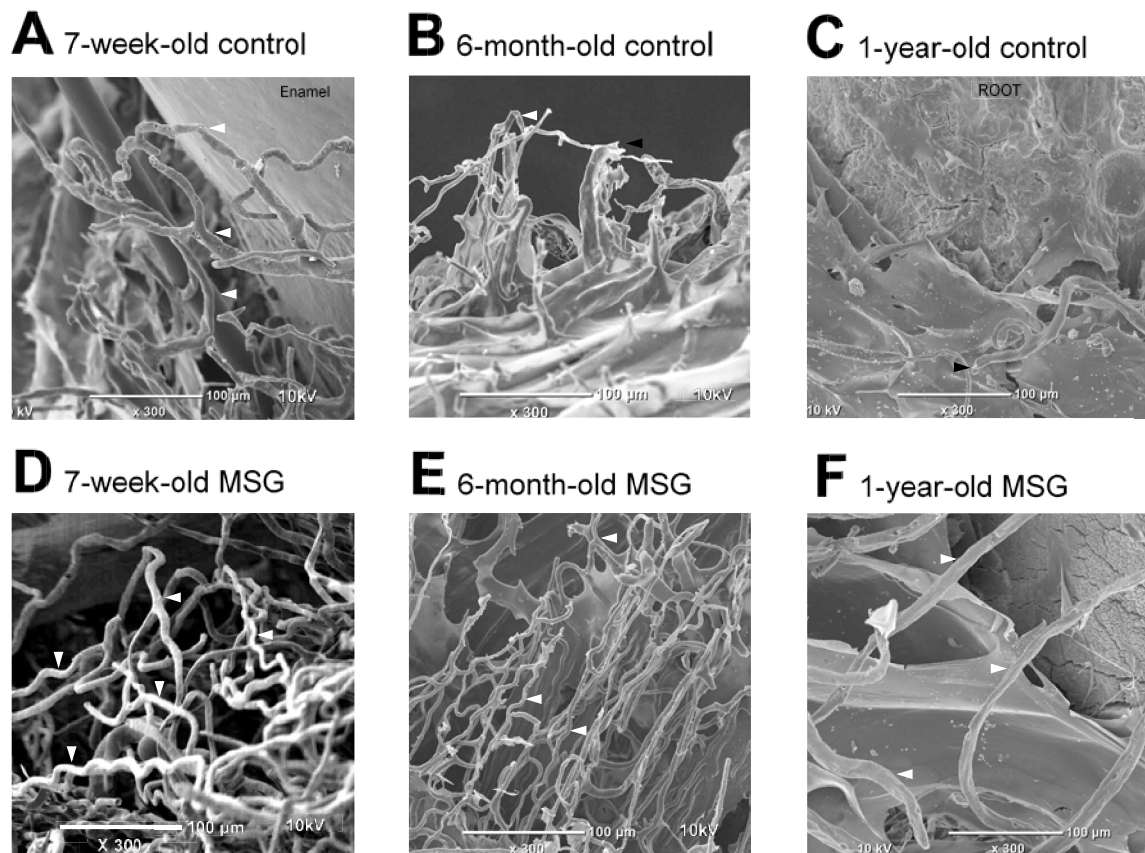 A 7-week-old control
B 6-month-old control
C 1-year-old control
Enamel
ROOT
100 µm 10kV
kV x 300
100 µm 10kV
x 300
100 µm
10 kV x 300
D 7-week-old MSG
E 6-month-old MSG
F 1-year-old MSG
100 µm 10kV
X 300
100 µm 10kV
x 300
100 µm
10 kV x 300